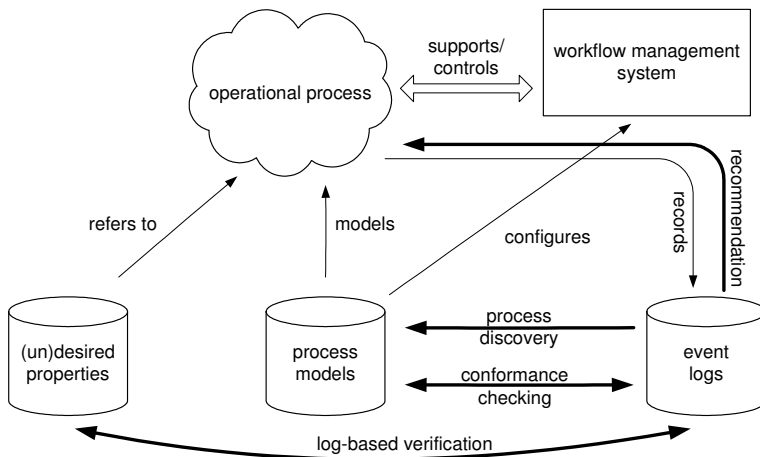 supports/
controls
workflow management
system
operational process
recommendation
refers to
models
configures
records
(un)desired
properties
process
models
process
discovery
conformance
checking
event
logs
log-based verification